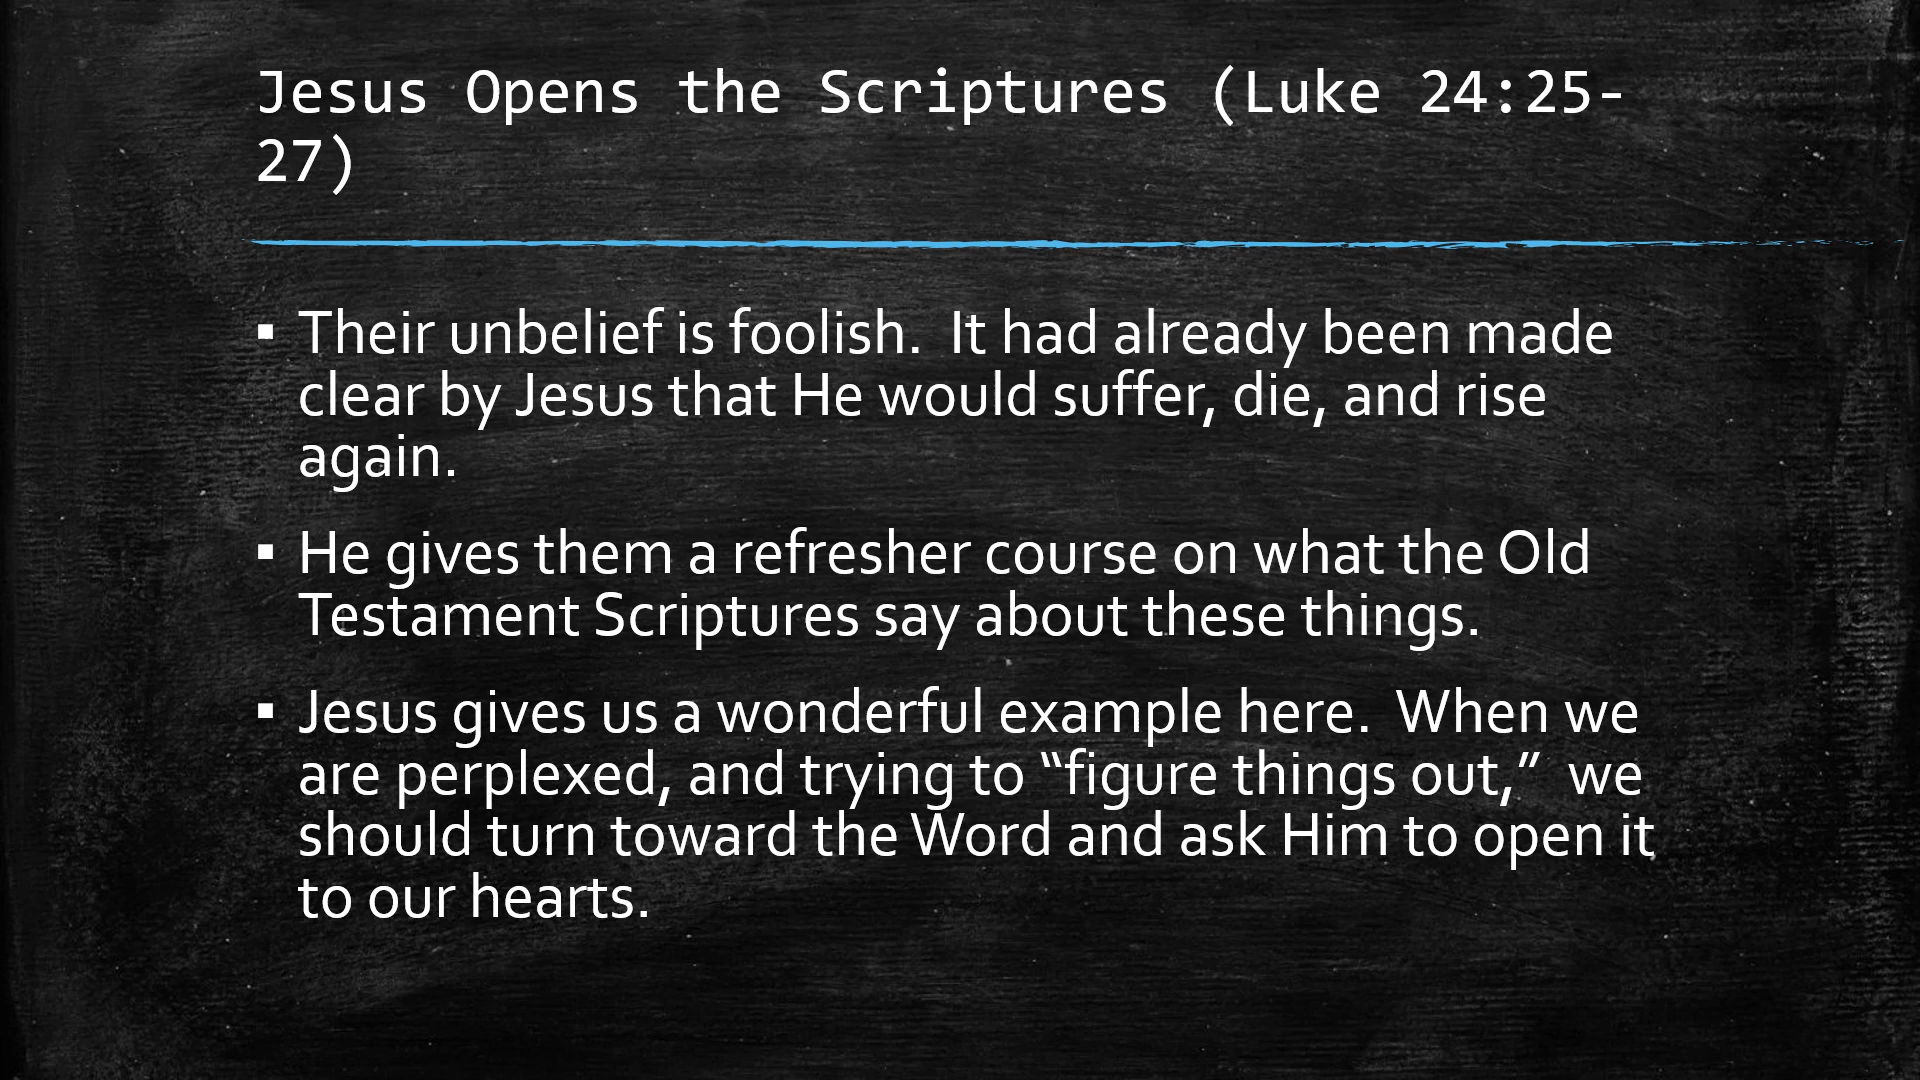 Jesus Opens the Scriptures (Luke 24:25-
27)
▪ Their unbelief is foolish.  It had already been made
clear by Jesus that He would suffer, die, and rise
again.
▪ He gives them a refresher course on what the Old
Testament Scriptures say about these things.
▪ Jesus gives us a wonderful example here.  When we
are perplexed, and trying to “figure things out,”  we
should turn toward the Word and ask Him to open it
to our hearts.